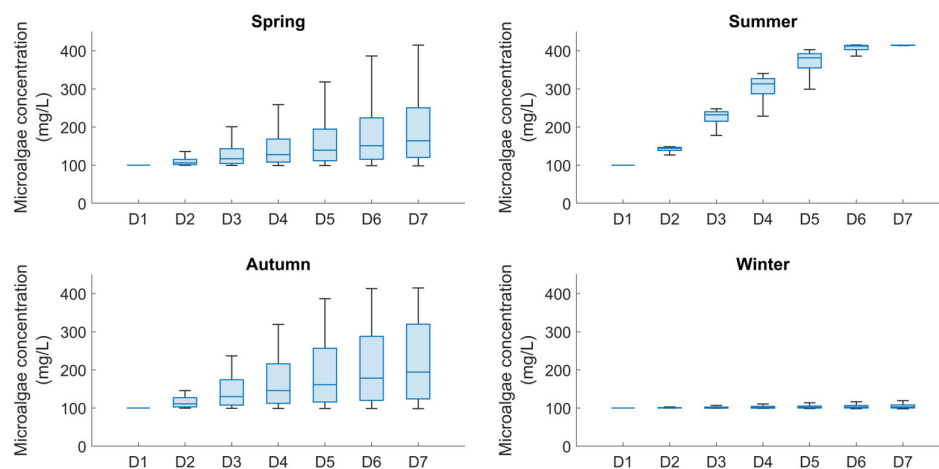 Spring
Microalgae concentration
(mg/L)
400
300
200
100
0
D1 D2 D3 D4 D5 D6 D7
Summer
Microalgae concentration
(mg/L)
400
300
200
100
0
D1 D2 D3 D4 D5 D6 D7
Autumn
Microalgae concentration
(mg/L)
400
300
200
100
0
D1 D2 D3 D4 D5 D6 D7
Winter
Microalgae concentration
(mg/L)
400
300
200
100
0
D1 D2 D3 D4 D5 D6 D7